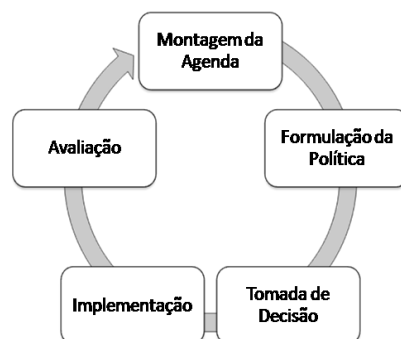 Montagem da
Agenda
Formulação da
Política
Tomada de
Decisão
Implementação
Avaliação